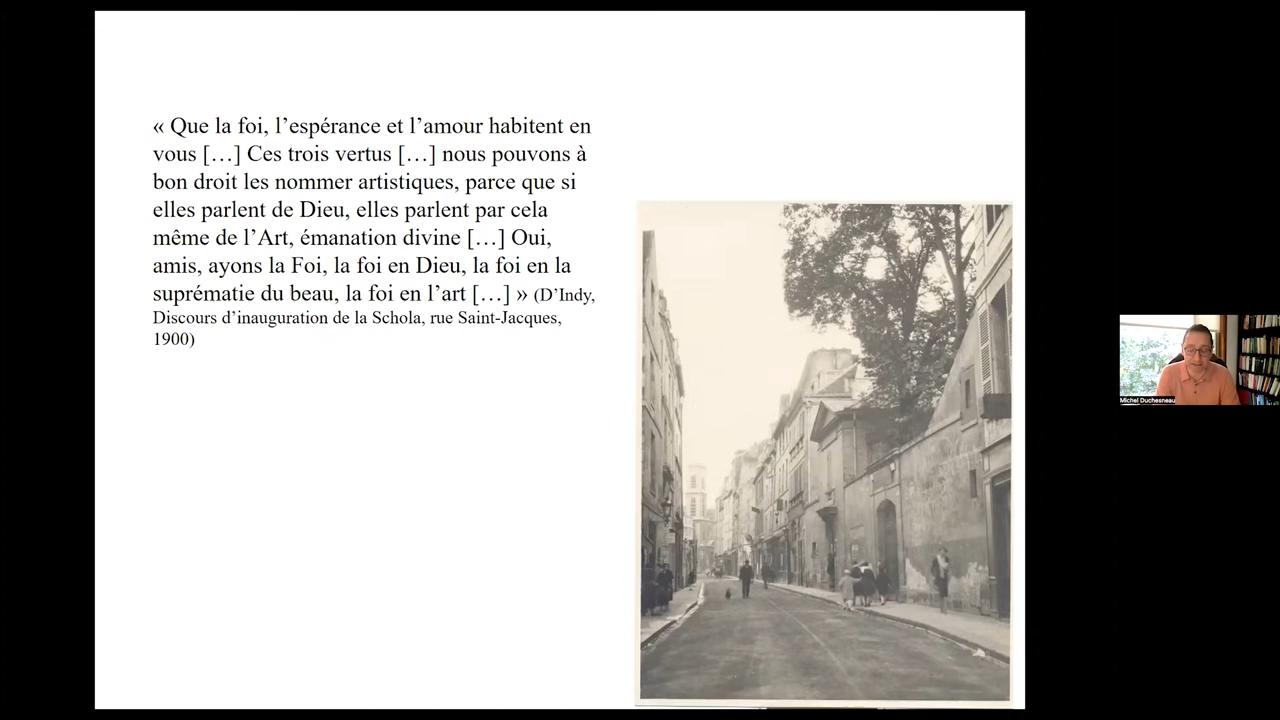 « Que la foi, l’espérance et l’amour habitent en
vous […] Ces trois vertus […] nous pouvons à
bon droit les nommer artistiques, parce que si
elles parlent de Dieu, elles parlent par cela
même de l’Art, émanation divine […] Oui,
amis, ayons la Foi, la foi en Dieu, la foi en la
suprématie du beau, la foi en l’art […] » (D’Indy,
Discours d’inauguration de la Schola, rue Saint-Jacques,
1900)
Michel Duchesneau